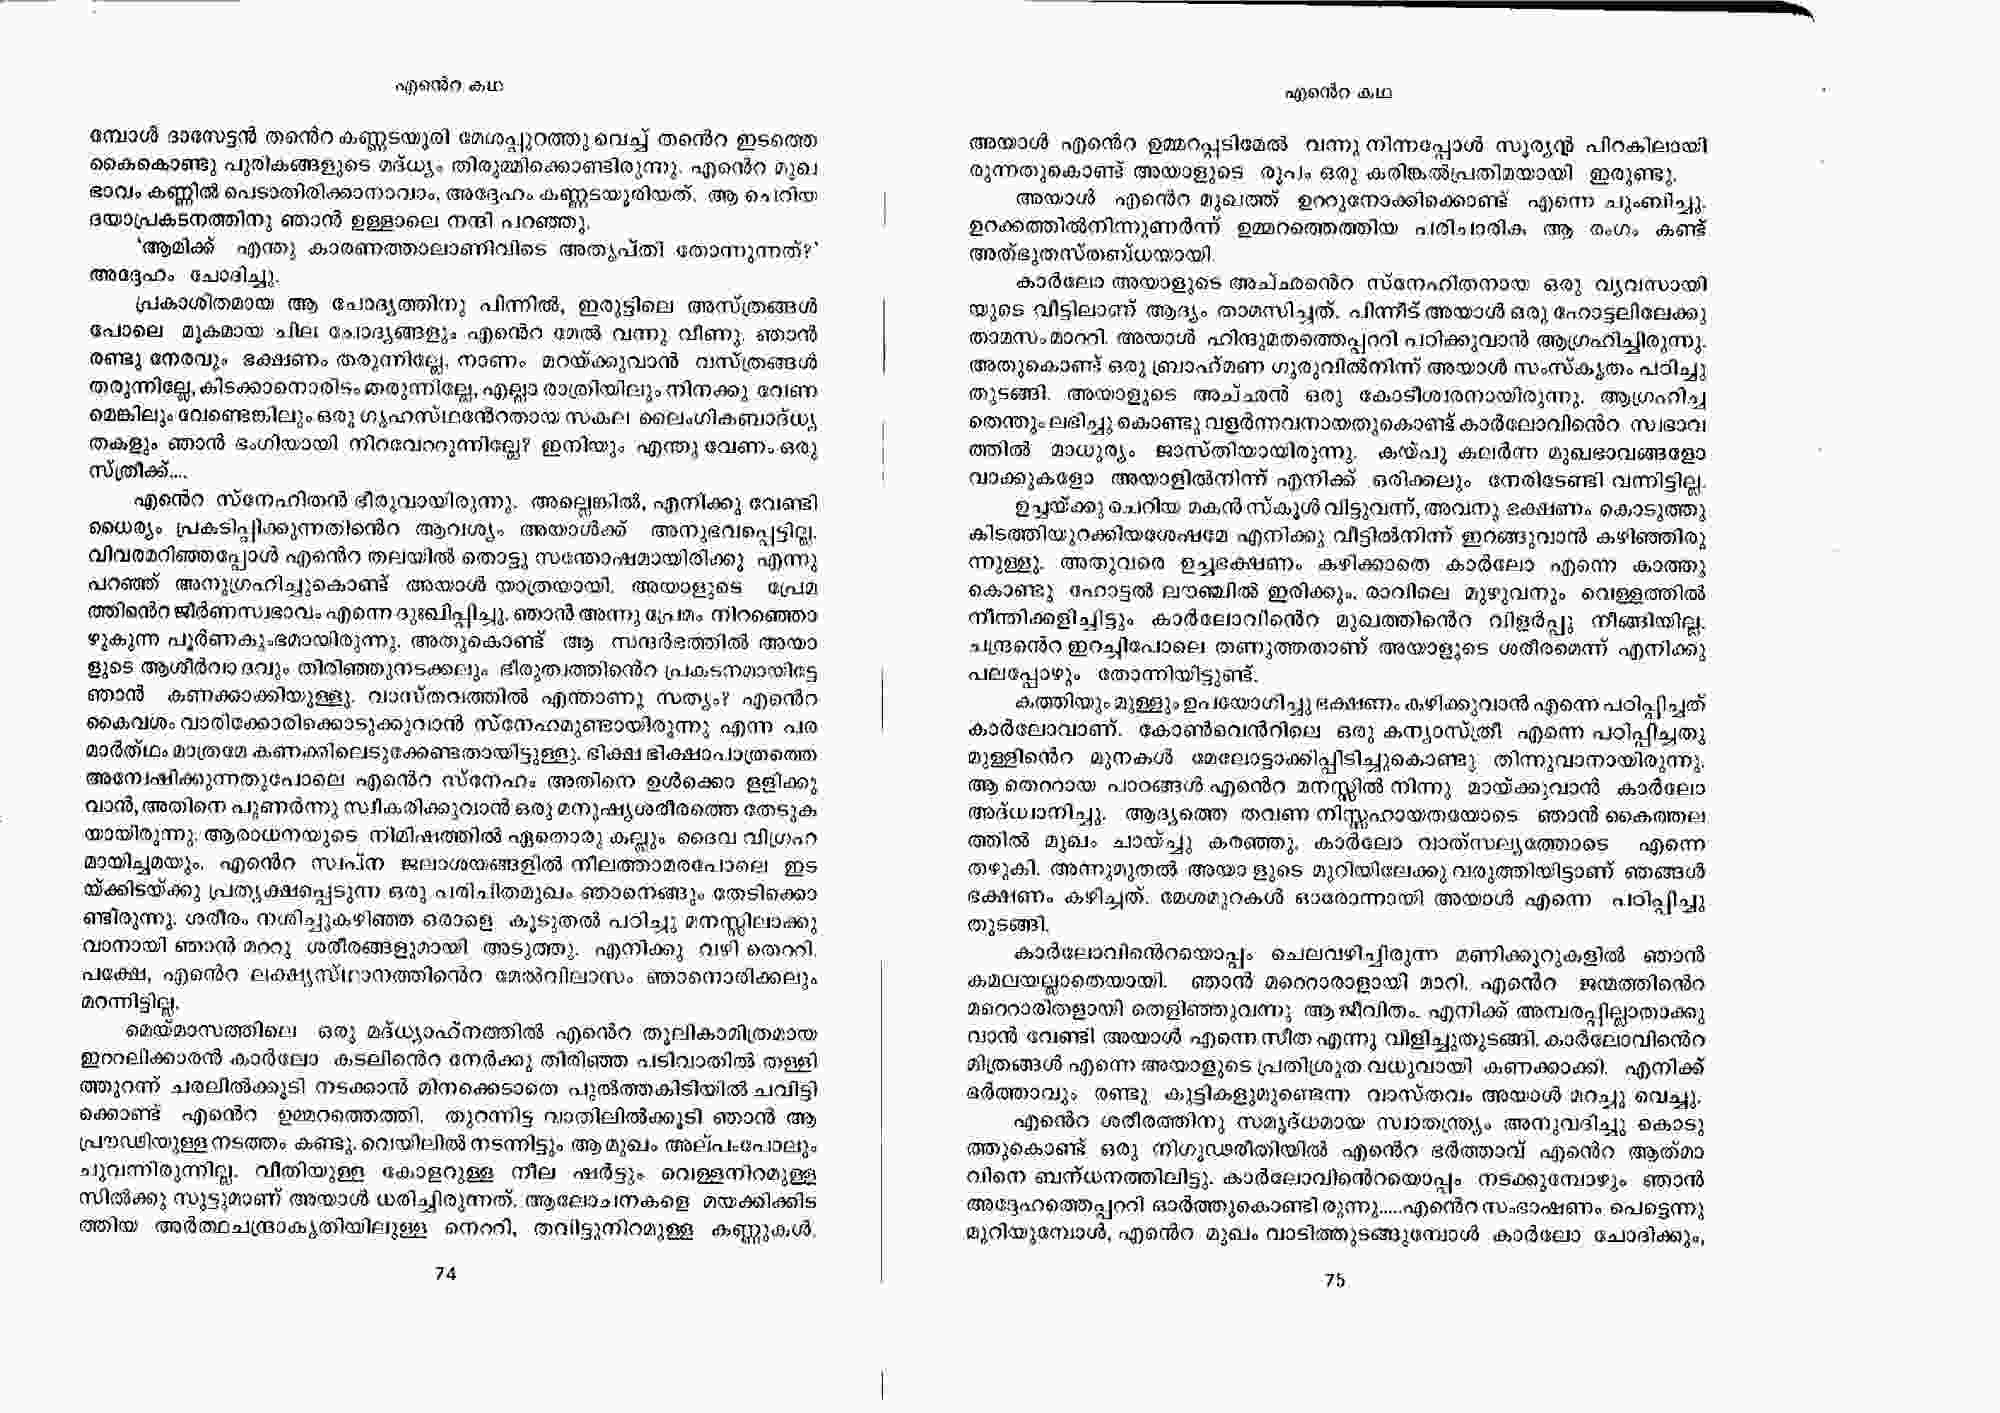 എന്റെ കഥ
മ്പോൾ ദാസേട്ടൻ തന്റെ കണ്ണടയൂരി മേശപ്പുറത്തു വെച്ച് തന്റെ ഇടത്തെ
കൈകൊണ്ടു പുരികങ്ങളുടെ മദ്ധ്യം തിരുമ്മിക്കൊണ്ടിരുന്നു. എന്റെ മുഖ
ഭാവം കണ്ണിൽ പെടാതിരിക്കാനാവാം, അദ്ദേഹം കണ്ണടയൂരിയത്. ആ ചെറിയ
ദയാപ്രകടനത്തിനു ഞാൻ ഉള്ളാലെ നന്ദി പറഞ്ഞു.
'ആമിക്ക് എന്തു കാരണത്താലാണിവിടെ അതൃപ്തി തോന്നുന്നത്?'
അദ്ദേഹം ചോദിച്ചു.
പ്രകാശിതമായ ആ ചോദ്യത്തിനു പിന്നിൽ, ഇരുട്ടിലെ അസ്ത്രങ്ങൾ
പോലെ മൂകമായ ചില ചോദ്യങ്ങളും എന്റെ മേൽ വന്നു വീണു. ഞാൻ
രണ്ടു നേരവും ഭക്ഷണം തരുന്നില്ലേ, നാണം മറയ്ക്കുവാൻ വസ്ത്രങ്ങൾ
തരുന്നില്ലേ, കിടക്കാനൊരിടം തരുന്നില്ലേ, എല്ലാ രാത്രിയിലും നിനക്കു വേണ
മെങ്കിലും വേണ്ടെങ്കിലും ഒരു ഗൃഹസ്ഥന്റേതായ സകല ലൈംഗികബാദ്ധ്യ
തകളും ഞാൻ ഭംഗിയായി നിറവേററുന്നില്ലേ? ഇനിയും എന്തു വേണം ഒരു
സ്ത്രീക്ക്....
എന്റെ സ്നേഹിതൻ ഭീരുവായിരുന്നു. അല്ലെങ്കിൽ, എനിക്കു വേണ്ടി
ധൈര്യം പ്രകടിപ്പിക്കുന്നതിന്റെ ആവശ്യം അയാൾക്ക് അനുഭവപ്പെട്ടില്ല.
വിവരമറിഞ്ഞപ്പോൾ എന്റെ തലയിൽ തൊട്ടു സന്തോഷമായിരിക്കു എന്നു
പറഞ്ഞ് അനുഗ്രഹിച്ചുകൊണ്ട് അയാൾ യാത്രയായി. അയാളുടെ പ്രേമ
ത്തിന്റെ ജീർണസ്വഭാവം എന്നെ ദുഃഖിപ്പിച്ചു. ഞാൻ അന്നു പ്രേമം നിറഞ്ഞൊ
ഴുകുന്ന പൂർണകുംഭമായിരുന്നു. അതുകൊണ്ട് ആ സന്ദർഭത്തിൽ അയാ
ളുടെ ആശീർവാദവും തിരിഞ്ഞുനടക്കലും ഭീരുത്വത്തിന്റെ പ്രകടനമായിട്ടേ
ഞാൻ കണക്കാക്കിയുള്ളു. വാസ്തവത്തിൽ എന്താണു സത്യം? എന്റെ
കൈവശം വാരിക്കോരിക്കൊടുക്കുവാൻ സ്നേഹമുണ്ടായിരുന്നു എന്ന പര
മാർത്ഥം മാത്രമേ കണക്കിലെടുക്കേണ്ടതായിട്ടുള്ളു. ഭിക്ഷ ഭിക്ഷാപാത്രത്തെ
അന്വേഷിക്കുന്നതുപോലെ എന്റെ സ്നേഹം അതിനെ ഉൾക്കൊ ള്ളിക്കു
വാൻ, അതിനെ പുണർന്നു സ്വീകരിക്കുവാൻ ഒരു മനുഷ്യശരീരത്തെ തേടുക
യായിരുന്നു. ആരാധനയുടെ നിമിഷത്തിൽ ഏതൊരു കല്ലും ദൈവ വിഗ്രഹ
മായിച്ചമയും. എന്റെ സ്വപ്ന ജലാശയങ്ങളിൽ നീലത്താമരപോലെ ഇട
യ്ക്കിടയ്ക്കു പ്രത്യക്ഷപ്പെടുന്ന ഒരു പരിചിതമുഖം ഞാനെങ്ങും തേടിക്കൊ
ണ്ടിരുന്നു. ശരീരം നശിച്ചുകഴിഞ്ഞ ഒരാളെ കൂടുതൽ പഠിച്ചു മനസ്സിലാക്കു
വാനായി ഞാൻ മററു ശരീരങ്ങളുമായി അടുത്തു. എനിക്കു വഴി തെററി.
പക്ഷേ, എന്റെ ലക്ഷ്യസ്ഥാനത്തിന്റെ മേൽവിലാസം ഞാനൊരിക്കലും
മറന്നിട്ടില്ല.
മെയ്മാസത്തിലെ ഒരു മദ്ധ്യാഹ്നത്തിൽ എന്റെ തൂലികാമിത്രമായ
ഇററലിക്കാരൻ കാർലോ കടലിന്റെ നേർക്കു തിരിഞ്ഞ പടിവാതിൽ തള്ളി
ത്തുറന്ന് ചരലിൽക്കൂടി നടക്കാൻ മിനക്കെടാതെ പുൽത്തകിടിയിൽ ചവിട്ടി
ക്കൊണ്ട് എന്റെ ഉമ്മറത്തെത്തി. തുറന്നിട്ട വാതിലിൽക്കൂടി ഞാൻ ആ
പ്രൗഢിയുള്ള നടത്തം കണ്ടു. വെയിലിൽ നടന്നിട്ടും ആ മുഖം അല്പംപോലും
ചുവന്നിരുന്നില്ല. വീതിയുള്ള കോളറുള്ള നീല ഷർട്ടും വെള്ളനിറമുള്ള
സിൽക്കു സൂട്ടുമാണ് അയാൾ ധരിച്ചിരുന്നത്. ആലോചനകളെ മയക്കിക്കിട
ത്തിയ അർത്ഥചന്ദ്രാകൃതിയിലുള്ള നെററി, തവിട്ടുനിറമുള്ള കണ്ണുകൾ.
74
എന്റെ കഥ
അയാൾ എന്റെ ഉമ്മറപ്പടിമേൽ വന്നു നിന്നപ്പോൾ സൂര്യൻ പിറകിലായി
രുന്നതുകൊണ്ട് അയാളുടെ രൂപം ഒരു കരിങ്കൽപ്രതിമയായി ഇരുണ്ടു.
അയാൾ എന്റെ മുഖത്ത് ഉററുനോക്കിക്കൊണ്ട് എന്നെ ചുംബിച്ചു.
ഉറക്കത്തിൽനിന്നുണർന്ന് ഉമ്മറത്തെത്തിയ പരിചാരിക ആ രംഗം കണ്ട്
അത്ഭുതസ്തബ്ധയായി.
കാർലോ അയാളുടെ അച്ഛന്റെ സ്നേഹിതനായ ഒരു വ്യവസായി
യുടെ വീട്ടിലാണ് ആദ്യം താമസിച്ചത്. പിന്നീട് അയാൾ ഒരു ഹോട്ടലിലേക്കു
താമസം മാററി. അയാൾ ഹിന്ദുമതത്തെപ്പററി പഠിക്കുവാൻ ആഗ്രഹിച്ചിരുന്നു.
അതുകൊണ്ട് ഒരു ബ്രാഹ്മണ ഗുരുവിൽനിന്ന് അയാൾ സംസ്കൃതം പഠിച്ചു
തുടങ്ങി. അയാളുടെ അച്ഛൻ ഒരു കോടീശ്വരനായിരുന്നു. ആഗ്രഹിച്ച
തെന്തും ലഭിച്ചു കൊണ്ടു വളർന്നവനായതുകൊണ്ട് കാർലോവിന്റെ സ്വഭാവ
ത്തിൽ മാധുര്യം ജാസ്തിയായിരുന്നു. കയ്പു കലർന്ന മുഖഭാവങ്ങളോ
വാക്കുകളോ അയാളിൽനിന്ന് എനിക്ക് ഒരിക്കലും നേരിടേണ്ടി വന്നിട്ടില്ല.
ഉച്ചയ്ക്കു ചെറിയ മകൻ സ്കൂൾ വിട്ടുവന്ന്, അവനു ഭക്ഷണം കൊടുത്തു
കിടത്തിയുറക്കിയശേഷമേ എനിക്കു വീട്ടിൽനിന്ന് ഇറങ്ങുവാൻ കഴിഞ്ഞിരു
ന്നുള്ളു. അതുവരെ ഉച്ചഭക്ഷണം കഴിക്കാതെ കാർലോ എന്നെ കാത്തു
കൊണ്ടു ഹോട്ടൽ ലൗഞ്ചിൽ ഇരിക്കും. രാവിലെ മുഴുവനും വെള്ളത്തിൽ
നീന്തിക്കളിച്ചിട്ടും കാർലോവിന്റെ മുഖത്തിന്റെ വിളർപ്പു നീങ്ങിയില്ല.
ചന്ദ്രന്റെ ഇറച്ചിപോലെ തണുത്തതാണ് അയാളുടെ ശരീരമെന്ന് എനിക്കു
പലപ്പോഴും തോന്നിയിട്ടുണ്ട്.
കത്തിയും മുള്ളും ഉപയോഗിച്ചു ഭക്ഷണം കഴിക്കുവാൻ എന്നെ പഠിപ്പിച്ചത്
കാർലോവാണ്. കോൺവെന്റിലെ ഒരു കന്യാസ്ത്രീ എന്നെ പഠിപ്പിച്ചതു
മുള്ളിന്റെ മുനകൾ മേലോട്ടാക്കിപ്പിടിച്ചുകൊണ്ടു തിന്നുവാനായിരുന്നു.
ആ തെററായ പാഠങ്ങൾ എന്റെ മനസ്സിൽ നിന്നു മായ്ക്കുവാൻ കാർലോ
അദ്ധ്വാനിച്ചു. ആദ്യത്തെ തവണ നിസ്സഹായതയോടെ ഞാൻ കൈത്തല
ത്തിൽ മുഖം ചായ്ച്ചു കരഞ്ഞു. കാർലോ വാത്സല്യത്തോടെ എന്നെ
തഴുകി. അന്നുമുതൽ അയാ ളുടെ മുറിയിലേക്കു വരുത്തിയിട്ടാണ് ഞങ്ങൾ
ഭക്ഷണം കഴിച്ചത്. മേശമുറകൾ ഓരോന്നായി അയാൾ എന്നെ പഠിപ്പിച്ചു
തുടങ്ങി.
കാർലോവിന്റെയൊപ്പം ചെലവഴിച്ചിരുന്ന മണിക്കൂറുകളിൽ ഞാൻ
കമലയല്ലാതെയായി. ഞാൻ മറെറാരാളായി മാറി. എന്റെ ജന്മത്തിന്റെ
മറെറാരിതളായി തെളിഞ്ഞുവന്നു ആ ജീവിതം. എനിക്ക് അമ്പരപ്പില്ലാതാക്കു
വാൻ വേണ്ടി അയാൾ എന്നെ സീത എന്നു വിളിച്ചുതുടങ്ങി. കാർലോവിന്റെ
മിത്രങ്ങൾ എന്നെ അയാളുടെ പ്രതിശ്രുത വധുവായി കണക്കാക്കി. എനിക്ക്
ഭർത്താവും രണ്ടു കുട്ടികളുമുണ്ടെന്ന വാസ്തവം അയാൾ മറച്ചു വെച്ചു.
എന്റെ ശരീരത്തിനു സമൃദ്ധമായ സ്വാതന്ത്ര്യം അനുവദിച്ചു കൊടു
ത്തുകൊണ്ട് ഒരു നിഗൂഢരീതിയിൽ എന്റെ ഭർത്താവ് എന്റെ ആത്മാ
വിനെ ബന്ധനത്തിലിട്ടു. കാർലോവിന്റെയൊപ്പം നടക്കുമ്പോഴും ഞാൻ
അദ്ദേഹത്തെപ്പററി ഓർത്തുകൊണ്ടിരുന്നു.....എന്റെ സംഭാഷണം പെട്ടെന്നു
മുറിയുമ്പോൾ, എന്റെ മുഖം വാടിത്തുടങ്ങുമ്പോൾ കാർലോ ചോദിക്കും,
75